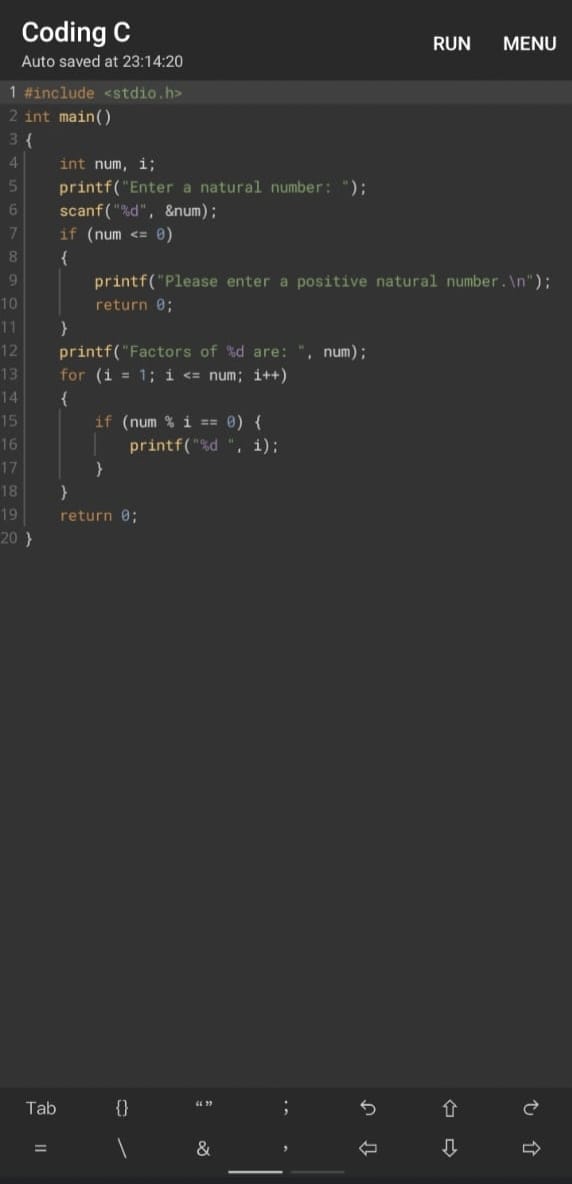 Coding C
RUN MENU
Auto saved at 23:14:20
1 #include <stdio.h>
2 int main()
3 {
4     int num, i;
5     printf("Enter a natural number: ");
6     scanf("%d", &num);
7     if (num <= 0)
8     {
9         printf("Please enter a positive natural number.\n");
10         return 0;
11     }
12     printf("Factors of %d are: ", num);
13     for (i = 1; i <= num; i++)
14     {
15         if (num % i == 0) {
16             printf("%d ", i);
17         }
18     }
19     return 0;
20 }
Tab {} “” ;
= \ & ,